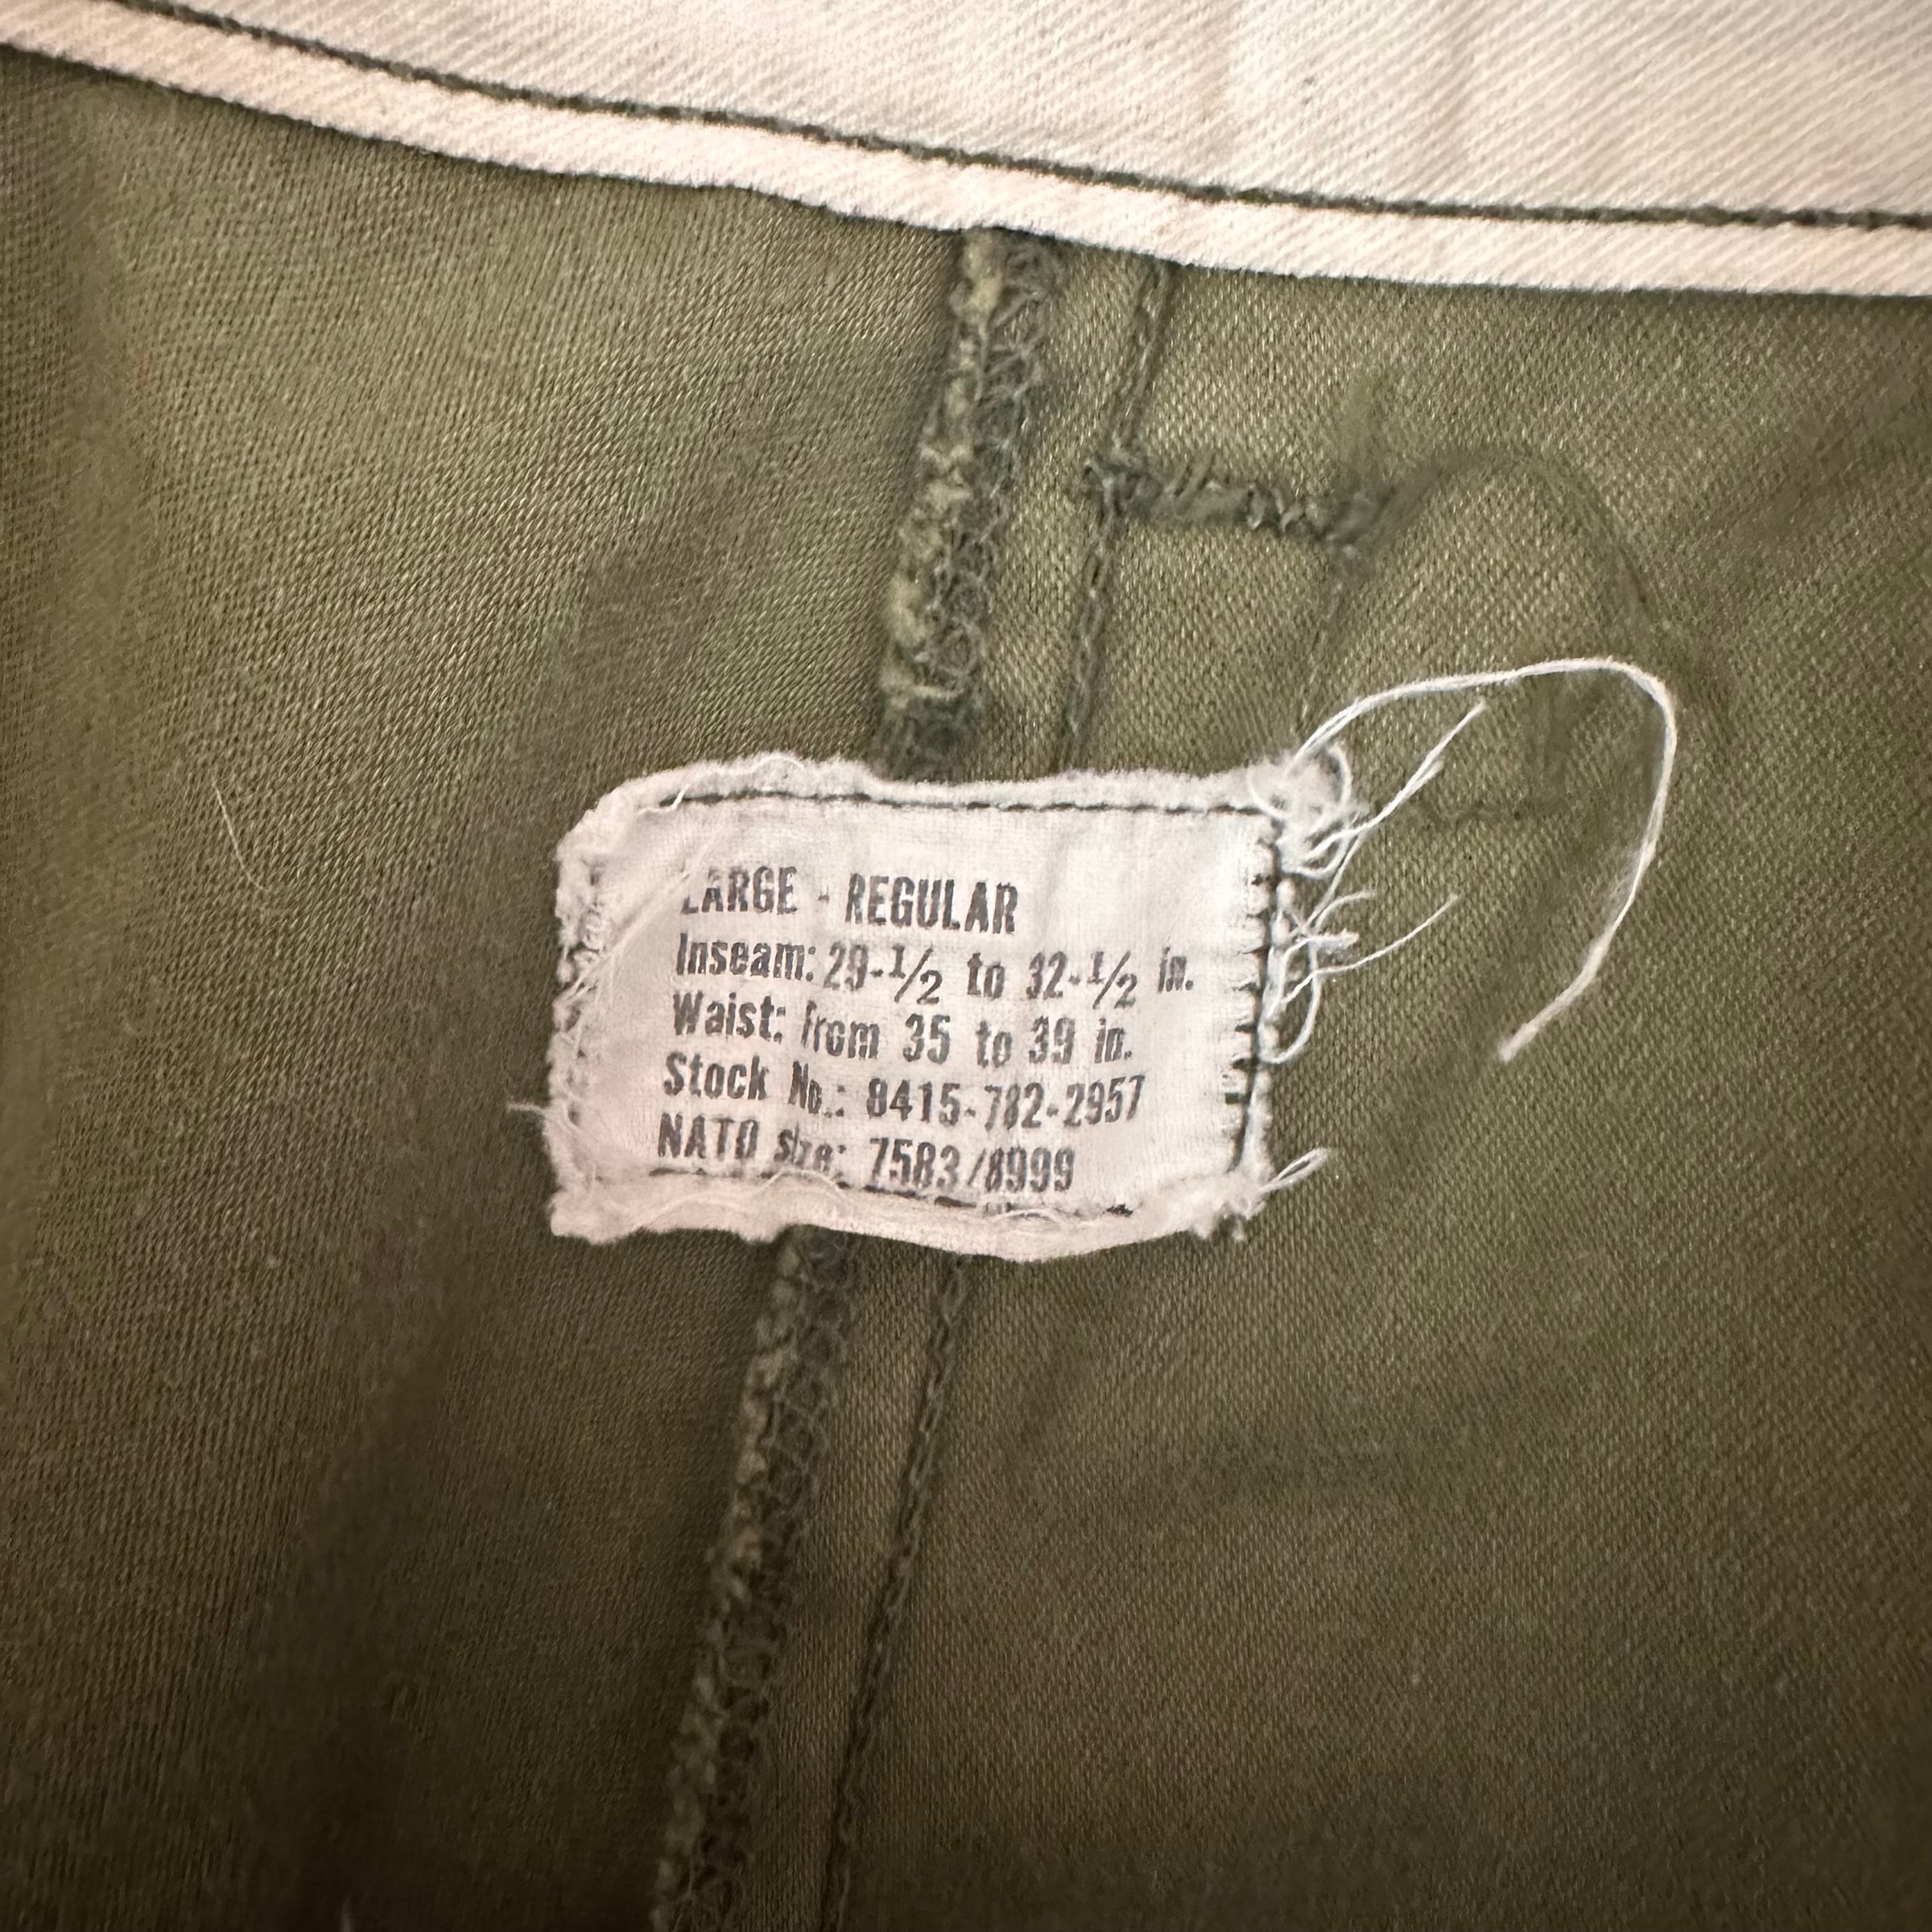 LARGE - REGULAR
Inseam: 29-1/2 to 32-1/2 in.
Waist: from 35 to 39 in.
Stock No.: 8415-782-2957
NATO size: 7583/8999